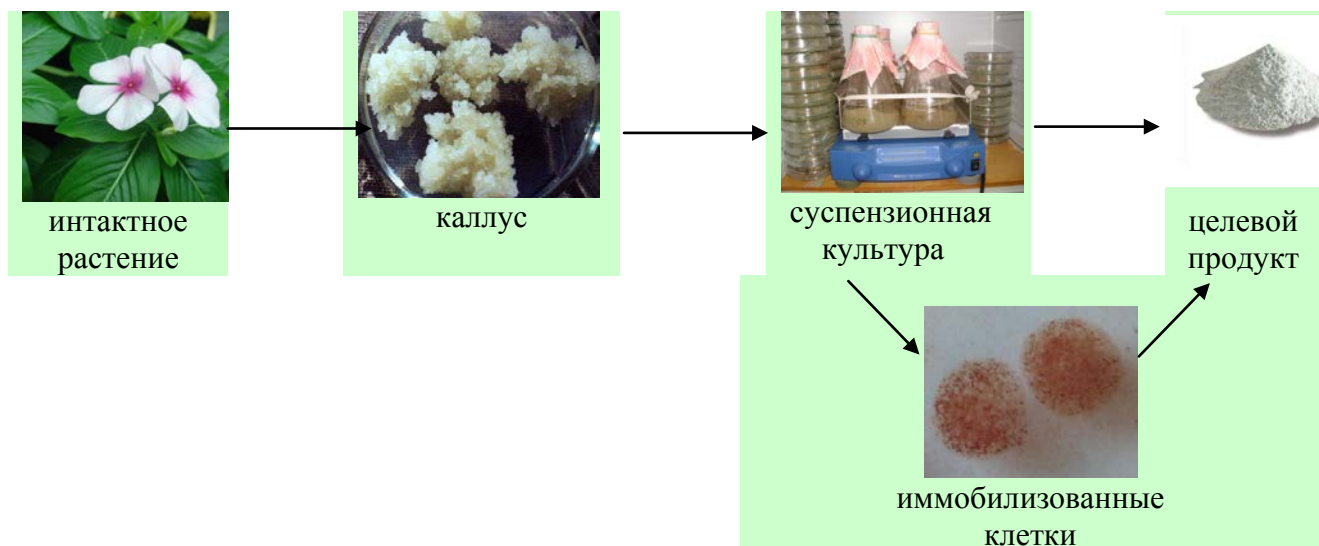 интактное
растение
каллус
суспензионная
культура
целевой
продукт
иммобилизованные
клетки